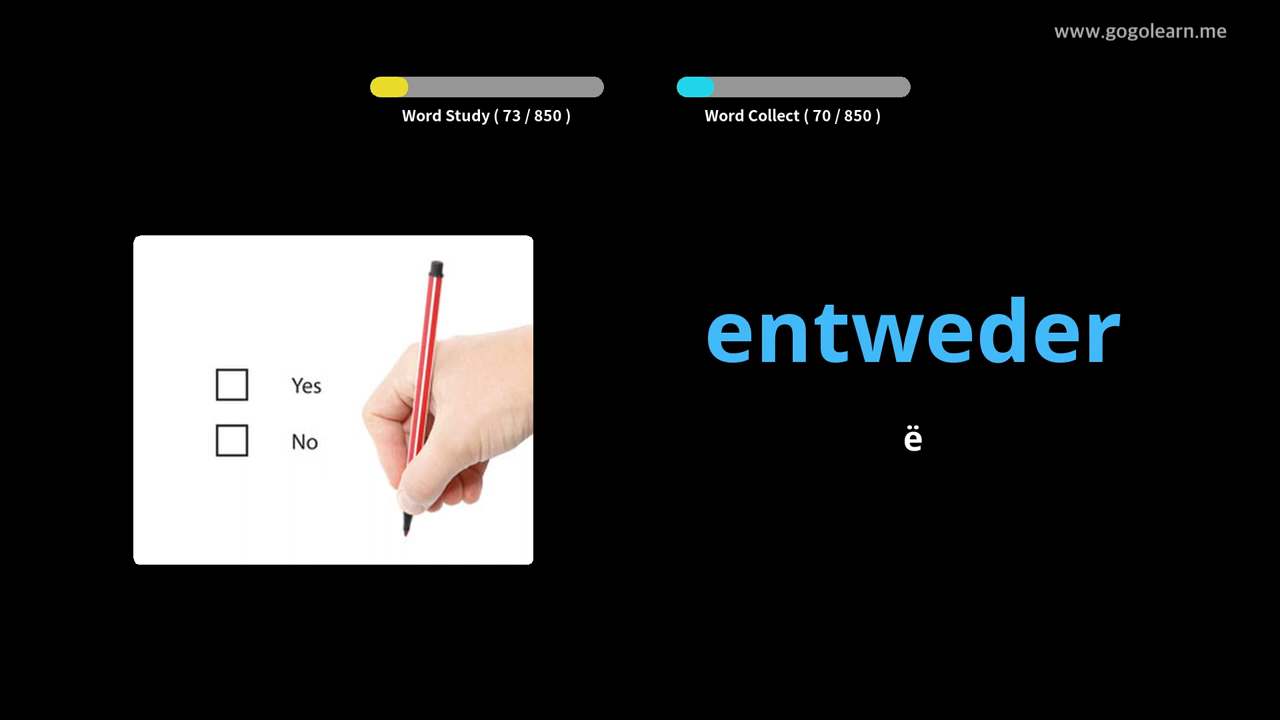 www.gogolearn.me
Word Study ( 73 / 850 )
Word Collect ( 70 / 850 )
entweder
ë
Yes
No